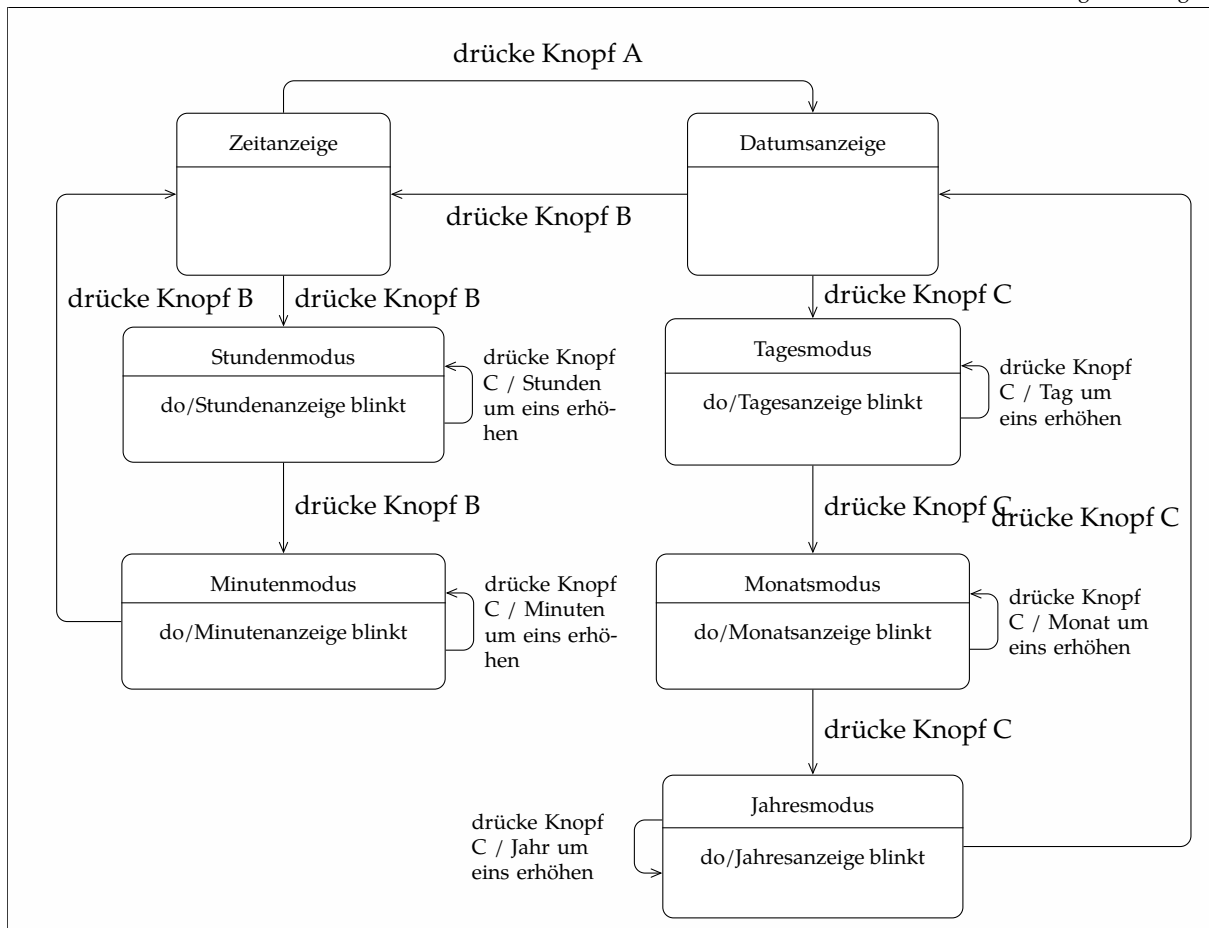 drücke Knopf A
Zeitanzeige
Datumsanzeige
drücke Knopf B
drücke Knopf B
drücke Knopf B
drücke Knopf C
Stundenmodus
do/Stundenanzeige blinkt
drücke Knopf
C / Stunden
um eins erhö-
hen
Tagesmodus
do/Tagesanzeige blinkt
drücke Knopf
C / Tag um
eins erhöhen
drücke Knopf B
drücke Knopf C
drücke Knopf C
Minutenmodus
do/Minutenanzeige blinkt
drücke Knopf
C / Minuten
um eins erhö-
hen
Monatsmodus
do/Monatsanzeige blinkt
drücke Knopf
C / Monat um
eins erhöhen
drücke Knopf C
Jahresmodus
do/Jahresanzeige blinkt
drücke Knopf
C / Jahr um
eins erhöhen